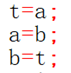 t=a;
a=b;
b=t;